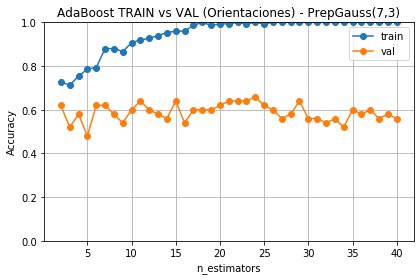 AdaBoost TRAIN vs VAL (Orientaciones) - PrepGauss(7,3)
1.0
0.8
0.6
0.4
0.2
0.0
Accuracy
train
val
5 10 15 20 25 30 35 40
n_estimators